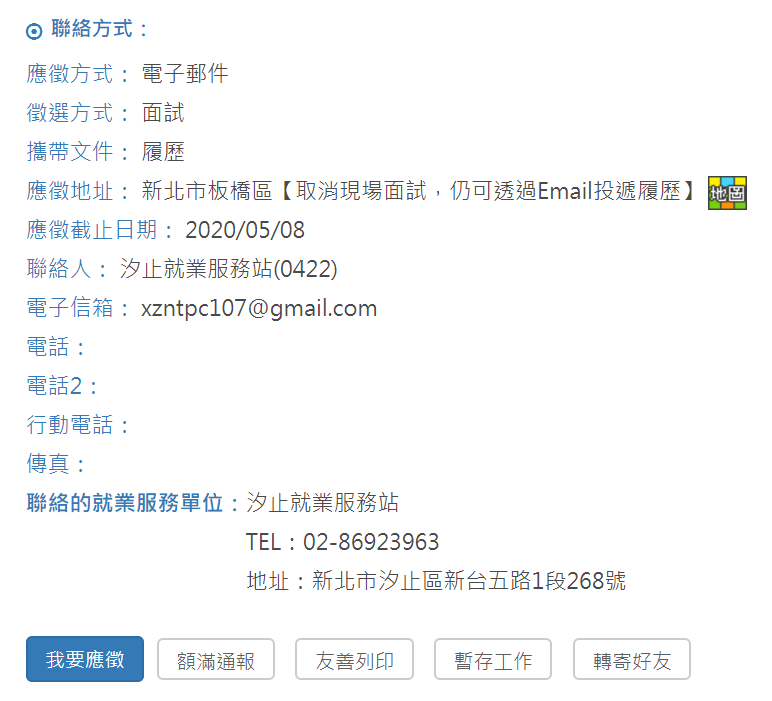 聯絡方式：
應徵方式： 電子郵件
徵選方式： 面試
攜帶文件： 履歷
應徵地址： 新北市板橋區【取消現場面試，仍可透過Email投遞履歷】 地圖
應徵截止日期： 2020/05/08
聯絡人： 汐止就業服務站(0422)
電子信箱： xzntpc107@gmail.com
電話：
電話2：
行動電話：
傳真：
聯絡的就業服務單位：汐止就業服務站
TEL：02-86923963
地址：新北市汐止區新台五路1段268號
我要應徵 額滿通報 友善列印 暫存工作 轉寄好友